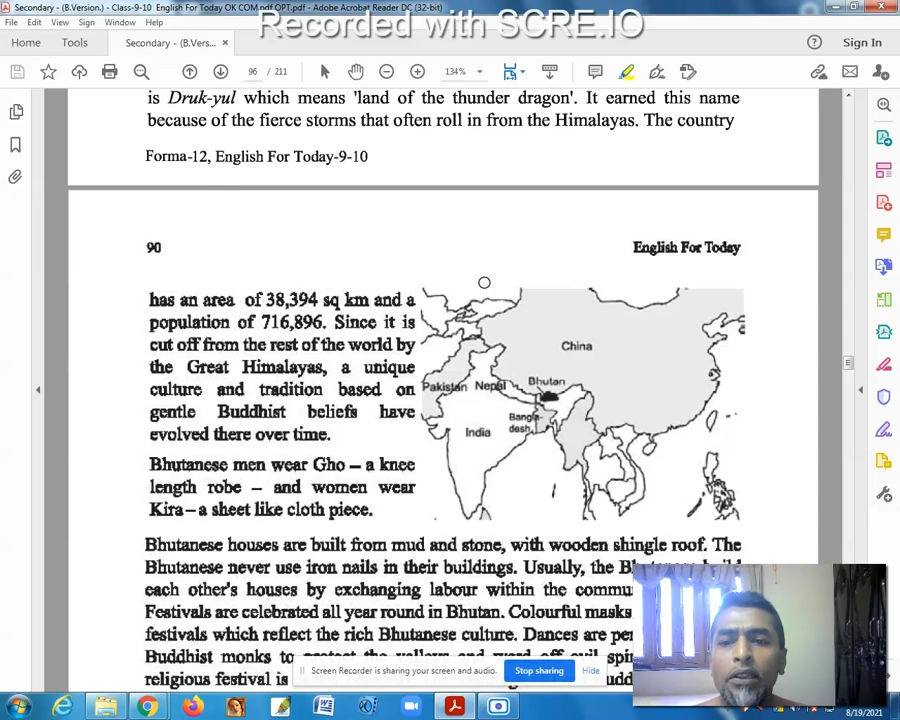 Secondary - (B.Version.) - Class-9-10 English For Today OK COM.pdf OPT.pdf - Adobe Acrobat Reader DC (32-bit)
Recorded with SCRE.IO
File Edit View Sign Window Help
Home Tools Secondary - (B.Vers... × Sign In
96 / 211 134%
is Druk-yul which means 'land of the thunder dragon'. It earned this name
because of the fierce storms that often roll in from the Himalayas. The country
Forma-12, English For Today-9-10
90 English For Today
has an area of 38,394 sq km and a
population of 716,896. Since it is
cut off from the rest of the world by
the Great Himalayas, a unique
culture and tradition based on
gentle Buddhist beliefs have
evolved there over time.
Bhutanese men wear Gho – a knee
length robe – and women wear
Kira – a sheet like cloth piece.
China
Pakistan Nepal Bhutan
Bangla-
desh
India
Bhutanese houses are built from mud and stone, with wooden shingle roof. The
Bhutanese never use iron nails in their buildings. Usually, the
each other's houses by exchanging labour within the
Festivals are celebrated all year round in Bhutan. Colourful masks
festivals which reflect the rich Bhutanese culture. Dances are
Buddhist monks to protect the valleys and ward off evil
religious festival is
Screen Recorder is sharing your screen and audio. Stop sharing Hide
8/19/2021